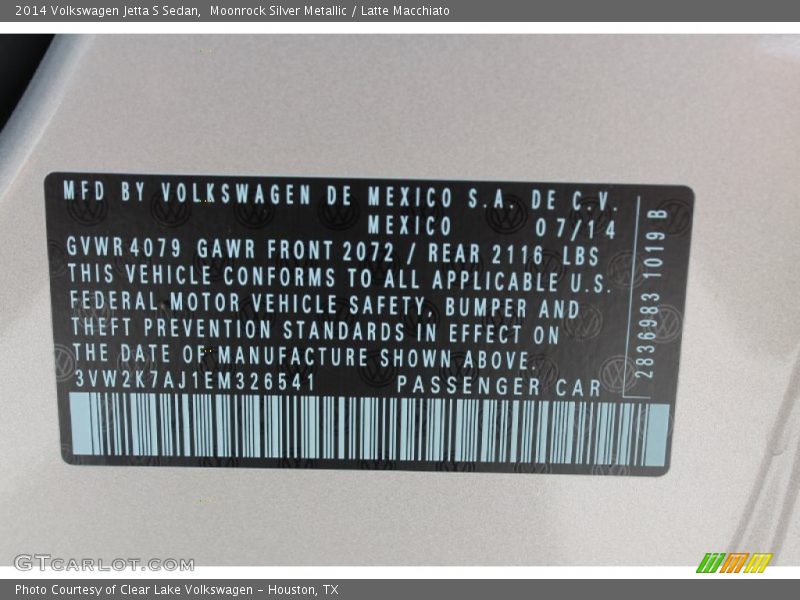 2014 Volkswagen Jetta S Sedan,  Moonrock Silver Metallic / Latte Macchiato
MFD BY VOLKSWAGEN DE MEXICO S.A. DE C.V.
MEXICO 07/14
GVWR 4079 GAWR FRONT 2072 / REAR 2116 LBS
THIS VEHICLE CONFORMS TO ALL APPLICABLE U.S.
FEDERAL MOTOR VEHICLE SAFETY, BUMPER AND
THEFT PREVENTION STANDARDS IN EFFECT ON
THE DATE OF MANUFACTURE SHOWN ABOVE.
3VW2K7AJ1EM326541 PASSENGER CAR
2836983 1019 B
GTCARLOT.COM
Photo Courtesy of Clear Lake Volkswagen - Houston, TX